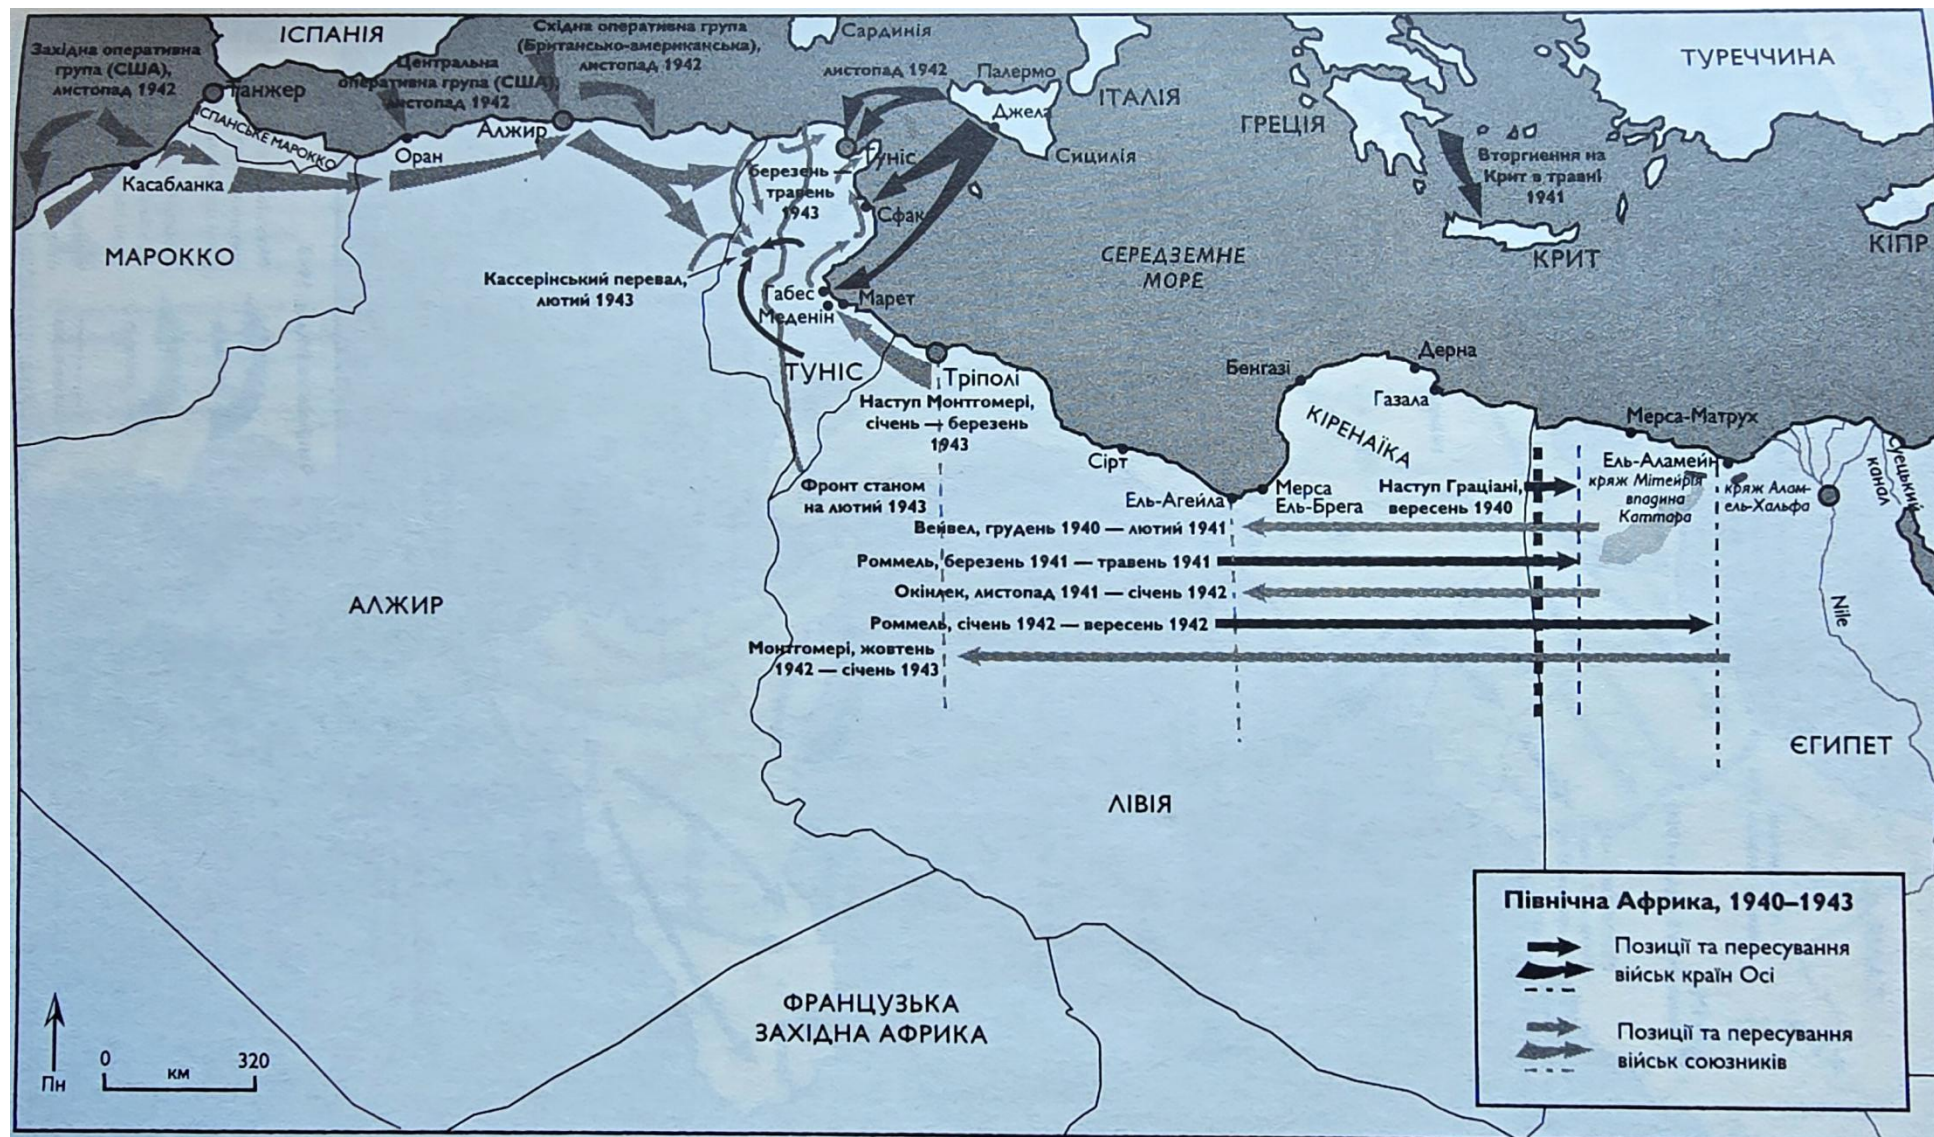 Західна оперативна
група (США),
листопад 1942
ІСПАНІЯ
Центральна
оперативна група (США),
листопад 1942
Східна оперативна група
(Британсько-американська),
листопад 1942
Сардинія
листопад 1942
Палермо
Джела
ІТАЛІЯ
Сицилія
ГРЕЦІЯ
ТУРЕЧЧИНА
Вторгнення на
Крит в травні
1941
КРИТ
КІПР
Танжер
ІСПАНСЬКЕ МАРОККО
Касабланка
Оран
Алжир
Туніс
березень —
травень
1943
Сфакс
МАРОККО
Кассерінський перевал,
лютий 1943
Габес
Марет
Меденін
ТУНІС
СЕРЕДЗЕМНЕ
МОРЕ
Тріполі
Наступ Монтгомері,
січень — березень
1943
Фронт станом
на лютий 1943
Сірт
Бенгазі
Дерна
Газала
КІРЕНАЇКА
Ель-Агейла
Мерса
Ель-Брега
Наступ Граціані,
вересень 1940
Мерса-Матрух
Ель-Аламейн
кряж Мітейрія
впадина
Каттара
кряж Алам-
ель-Хальфа
Суецький
канал
Nile
Вейвел, грудень 1940 — лютий 1941
Роммель, березень 1941 — травень 1941
Окінлек, листопад 1941 — січень 1942
Роммель, січень 1942 — вересень 1942
Монтгомері, жовтень
1942 — січень 1943
АЛЖИР
ЛІВІЯ
ЄГИПЕТ
ФРАНЦУЗЬКА
ЗАХІДНА АФРИКА
Пн
0 320
км
Північна Африка, 1940–1943
Позиції та пересування
військ країн Осі
Позиції та пересування
військ союзників